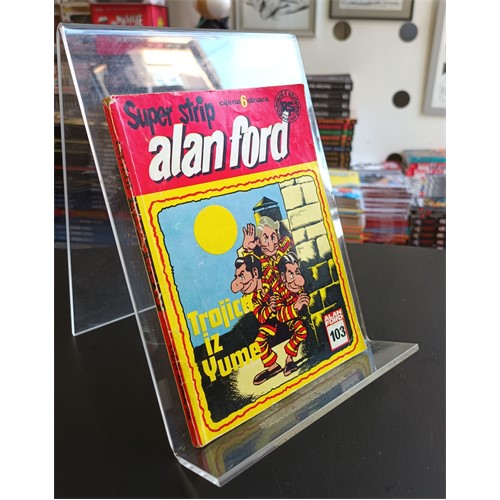 Super strip
cijena 6 dinara
alan ford
Trojica
iz
Yume
ALAN
FORD
103